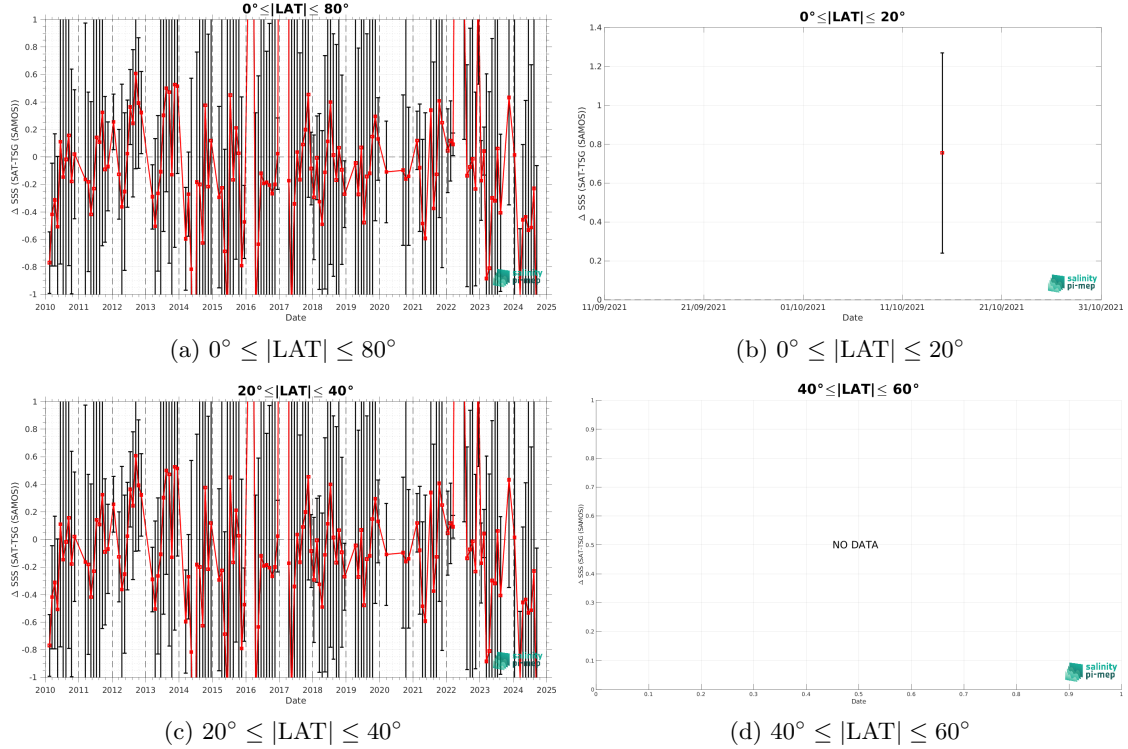 0°≤|LAT|≤ 80°
Δ SSS (SAT-TSG (SAMOS))
1
0.8
0.6
0.4
0.2
0
-0.2
-0.4
-0.6
-0.8
-1
2010 2011 2012 2013 2014 2015 2016 2017 2018 2019 2020 2021 2022 2023 2024 2025
Date
salinity
pi-mep
(a) 0° ≤ |LAT| ≤ 80°
0°≤|LAT|≤ 20°
Δ SSS (SAT-TSG (SAMOS))
1.4
1.2
1
0.8
0.6
0.4
0.2
0
11/09/2021 21/09/2021 01/10/2021 11/10/2021 21/10/2021 31/10/2021
Date
salinity
pi-mep
(b) 0° ≤ |LAT| ≤ 20°
20°≤|LAT|≤ 40°
Δ SSS (SAT-TSG (SAMOS))
1
0.8
0.6
0.4
0.2
0
-0.2
-0.4
-0.6
-0.8
-1
2010 2011 2012 2013 2014 2015 2016 2017 2018 2019 2020 2021 2022 2023 2024 2025
Date
salinity
pi-mep
(c) 20° ≤ |LAT| ≤ 40°
40°≤|LAT|≤ 60°
Δ SSS (SAT-TSG (SAMOS))
1
0.9
0.8
0.7
0.6
0.5
0.4
0.3
0.2
0.1
0
NO DATA
0 0.1 0.2 0.3 0.4 0.5 0.6 0.7 0.8 0.9 1
Date
salinity
pi-mep
(d) 40° ≤ |LAT| ≤ 60°